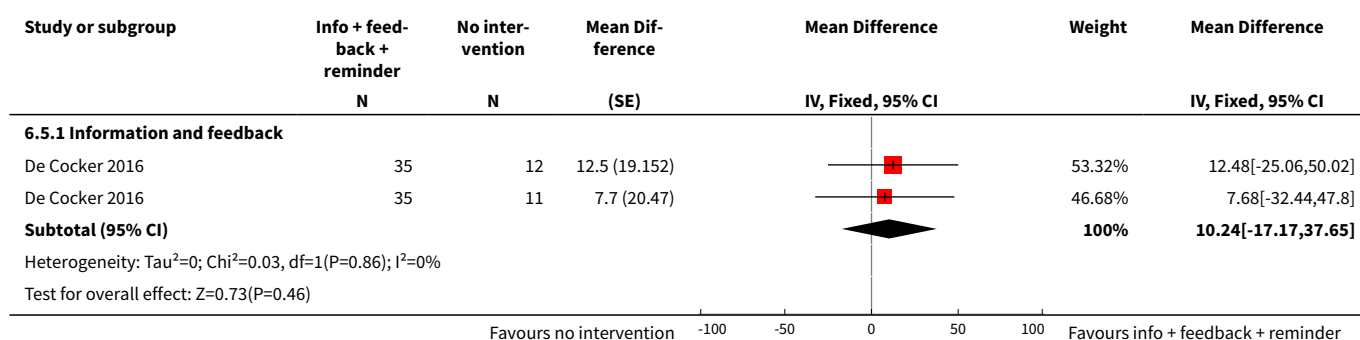 Study or subgroup Info + feed- No inter- Mean Dif- Mean Difference Weight Mean Difference
back + vention ference
reminder
N N (SE) IV, Fixed, 95% CI IV, Fixed, 95% CI
6.5.1 Information and feedback
De Cocker 2016 35 12 12.5 (19.152) 53.32% 12.48[-25.06,50.02]
De Cocker 2016 35 11 7.7 (20.47) 46.68% 7.68[-32.44,47.8]
Subtotal (95% CI) 100% 10.24[-17.17,37.65]
Heterogeneity: Tau²=0; Chi²=0.03, df=1(P=0.86); I²=0%
Test for overall effect: Z=0.73(P=0.46)
Favours no intervention -100 -50 0 50 100 Favours info + feedback + reminder